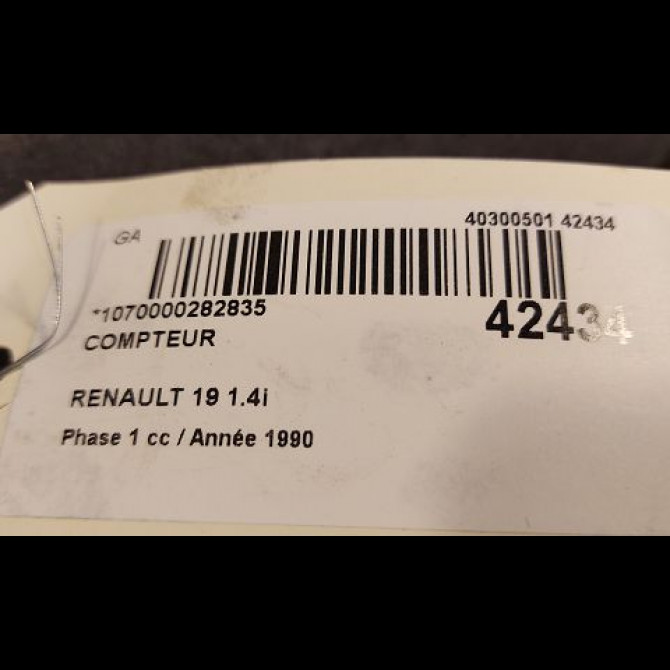 GA
40300501 42434
*1070000282835
42434
COMPTEUR
RENAULT 19 1.4i
Phase 1 cc / Année 1990